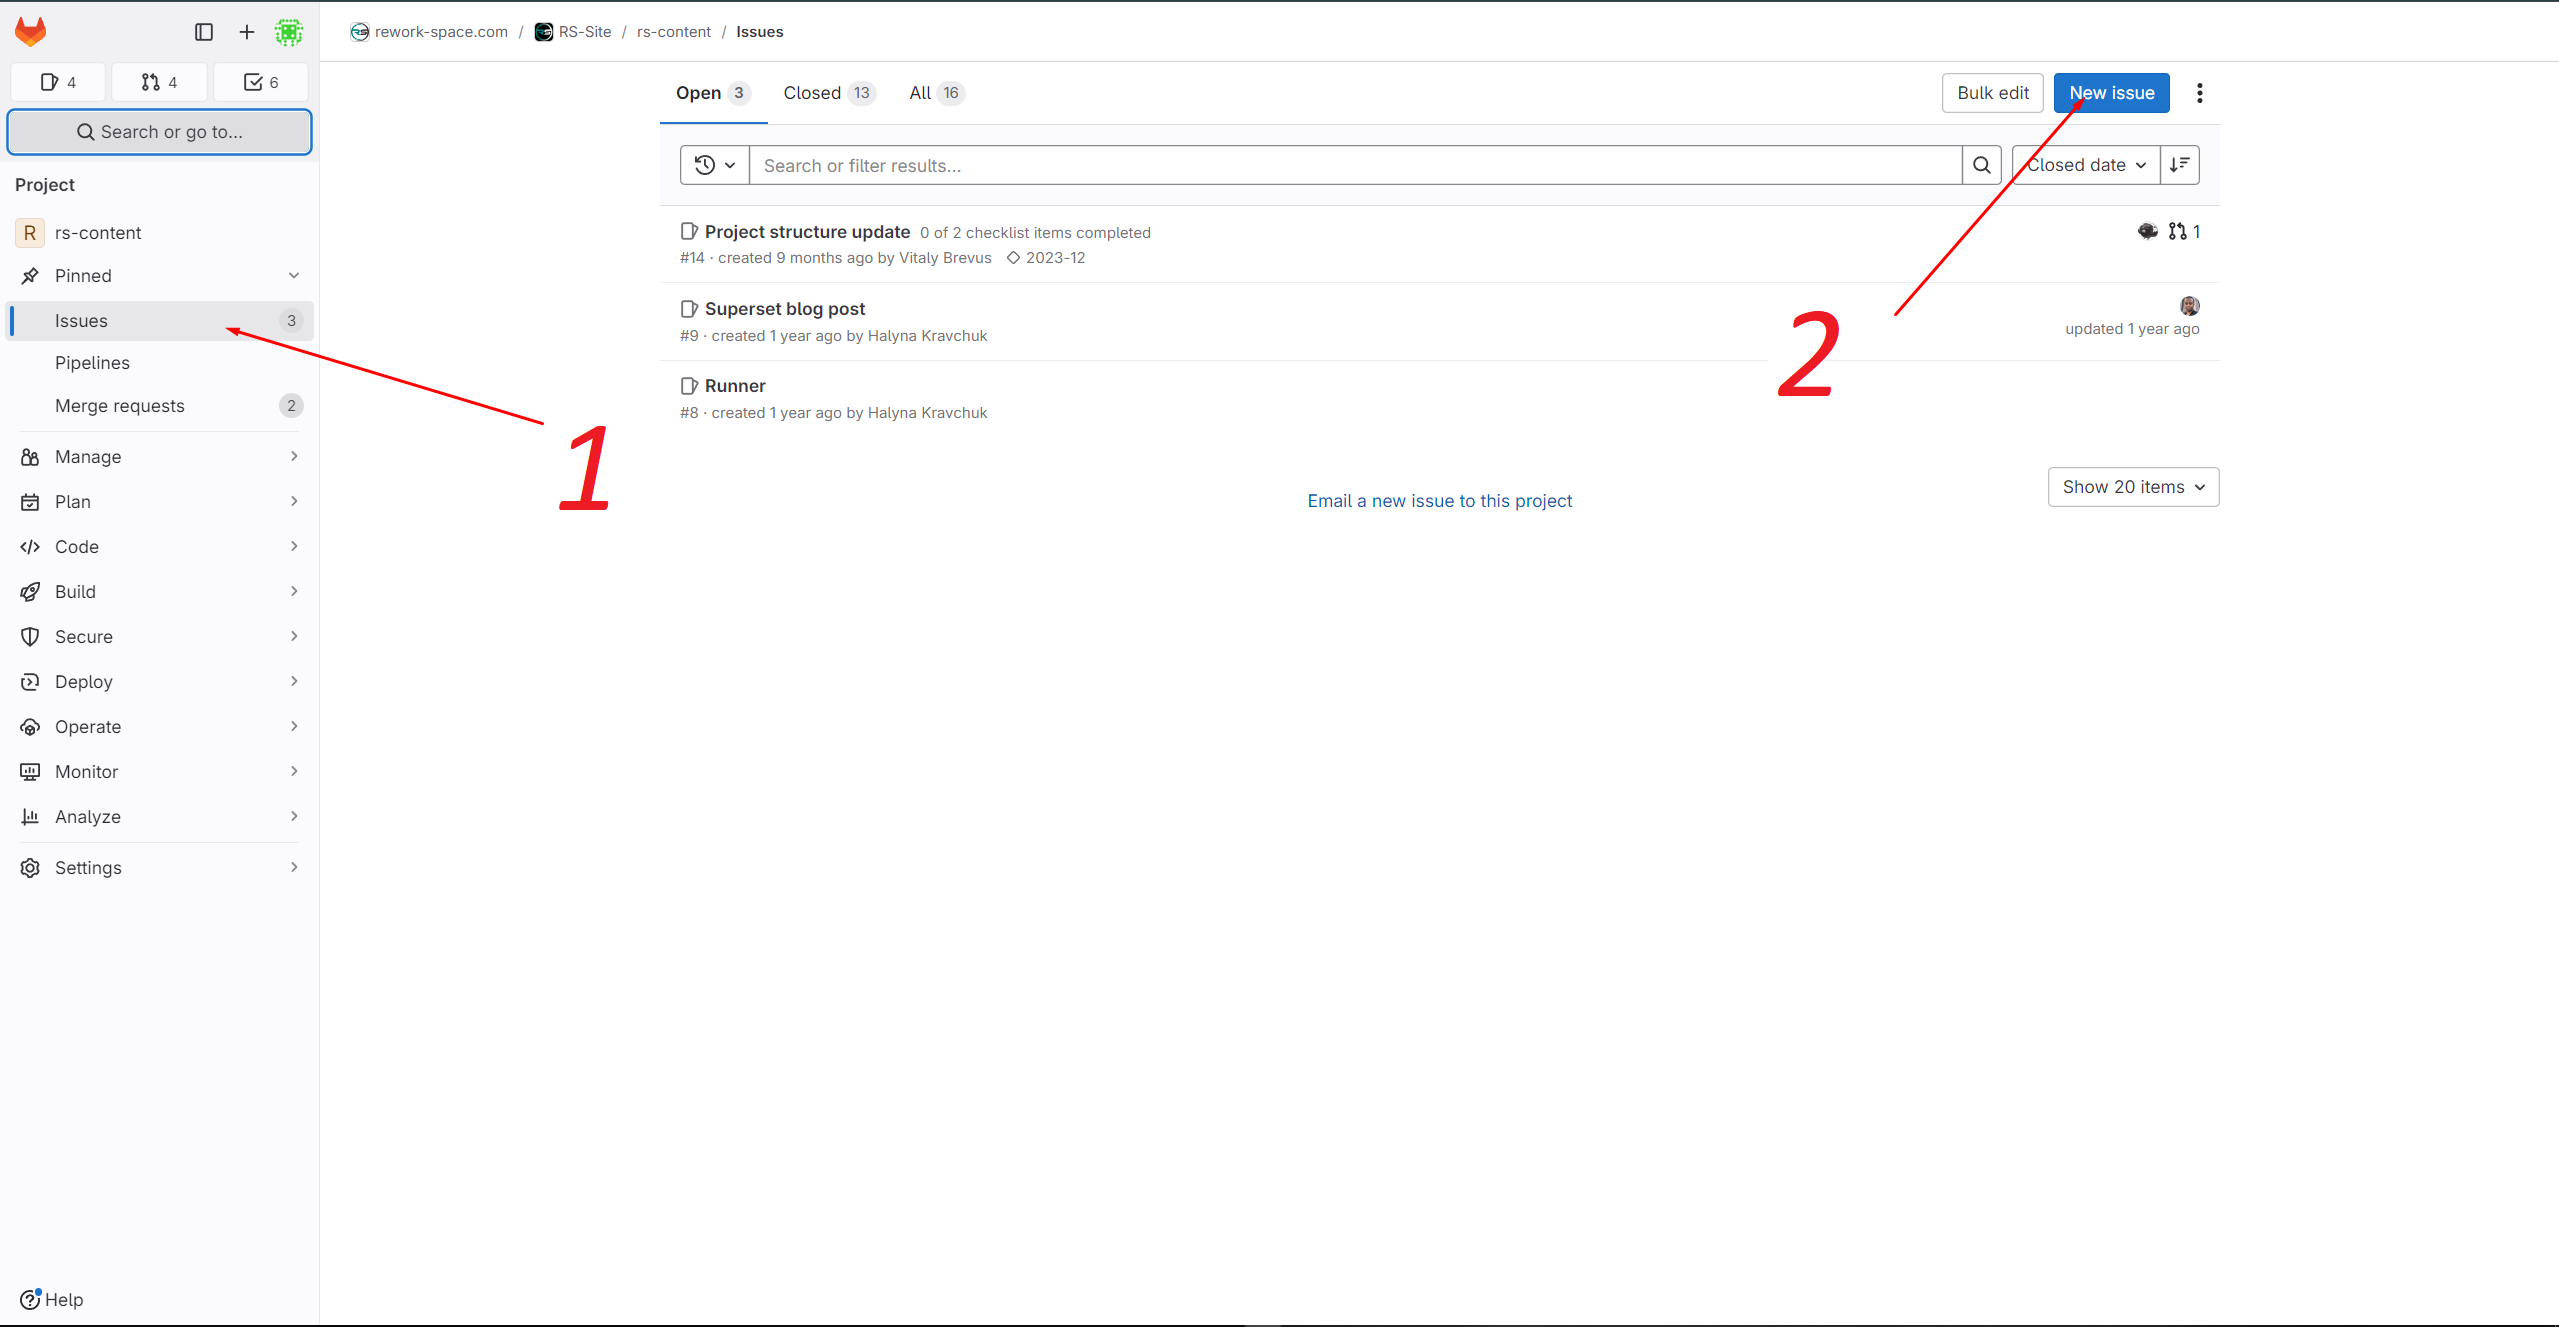 rework-space.com / RS-Site / rs-content / Issues
4 4 6
Search or go to...
Project
R rs-content
Pinned
Issues 3
Pipelines
Merge requests 2
Manage
Plan
Code
Build
Secure
Deploy
Operate
Monitor
Analyze
Settings
Help
Open 3 Closed 13 All 16
Bulk edit New issue
Search or filter results...
Closed date
Project structure update 0 of 2 checklist items completed
1
#14 · created 9 months ago by Vitaly Brevus 2023-12
Superset blog post
#9 · created 1 year ago by Halyna Kravchuk
updated 1 year ago
Runner
#8 · created 1 year ago by Halyna Kravchuk
Email a new issue to this project
Show 20 items
1
2